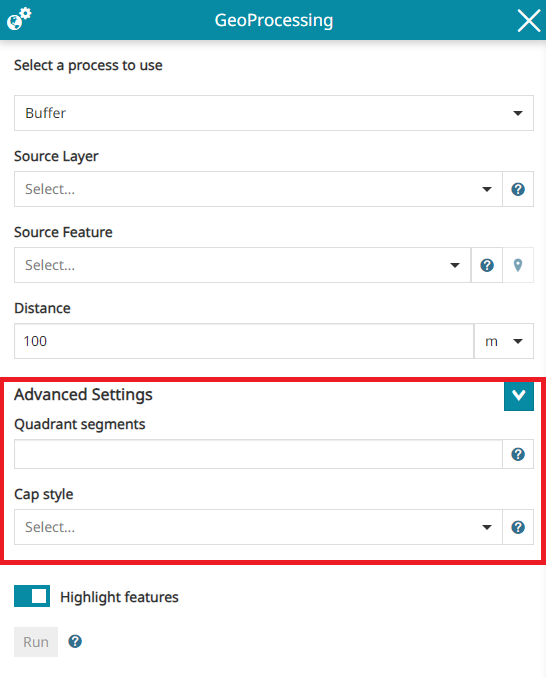 GeoProcessing
Select a process to use
Buffer
Source Layer
Select...
Source Feature
Select...
Distance
100 m
Advanced Settings
Quadrant segments
Cap style
Select...
Highlight features
Run